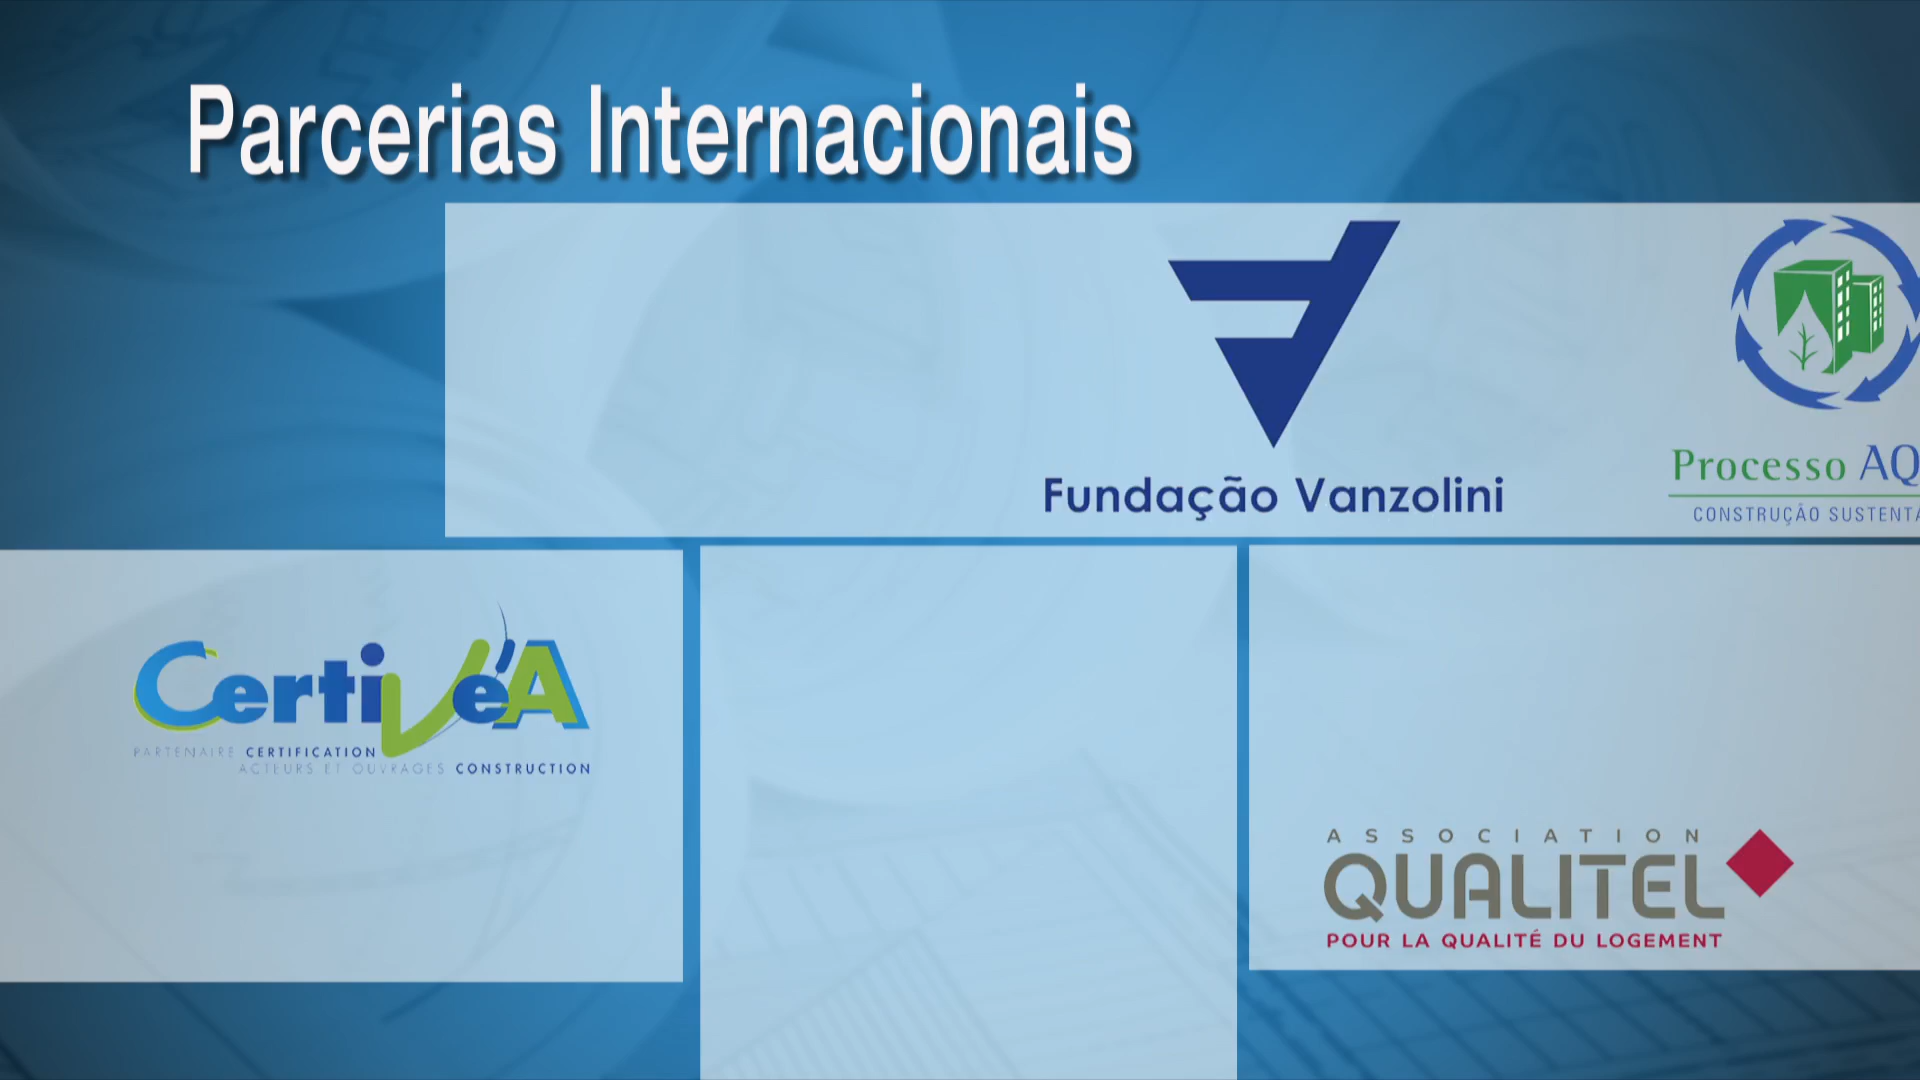 Parcerias Internacionais
Fundação Vanzolini
Processo AQ
CONSTRUÇÃO SUSTENTA
CertiVéA
PARTENAIRE CERTIFICATION
ACTEURS ET OUVRAGES CONSTRUCTION
ASSOCIATION
QUALITEL
POUR LA QUALITÉ DU LOGEMENT